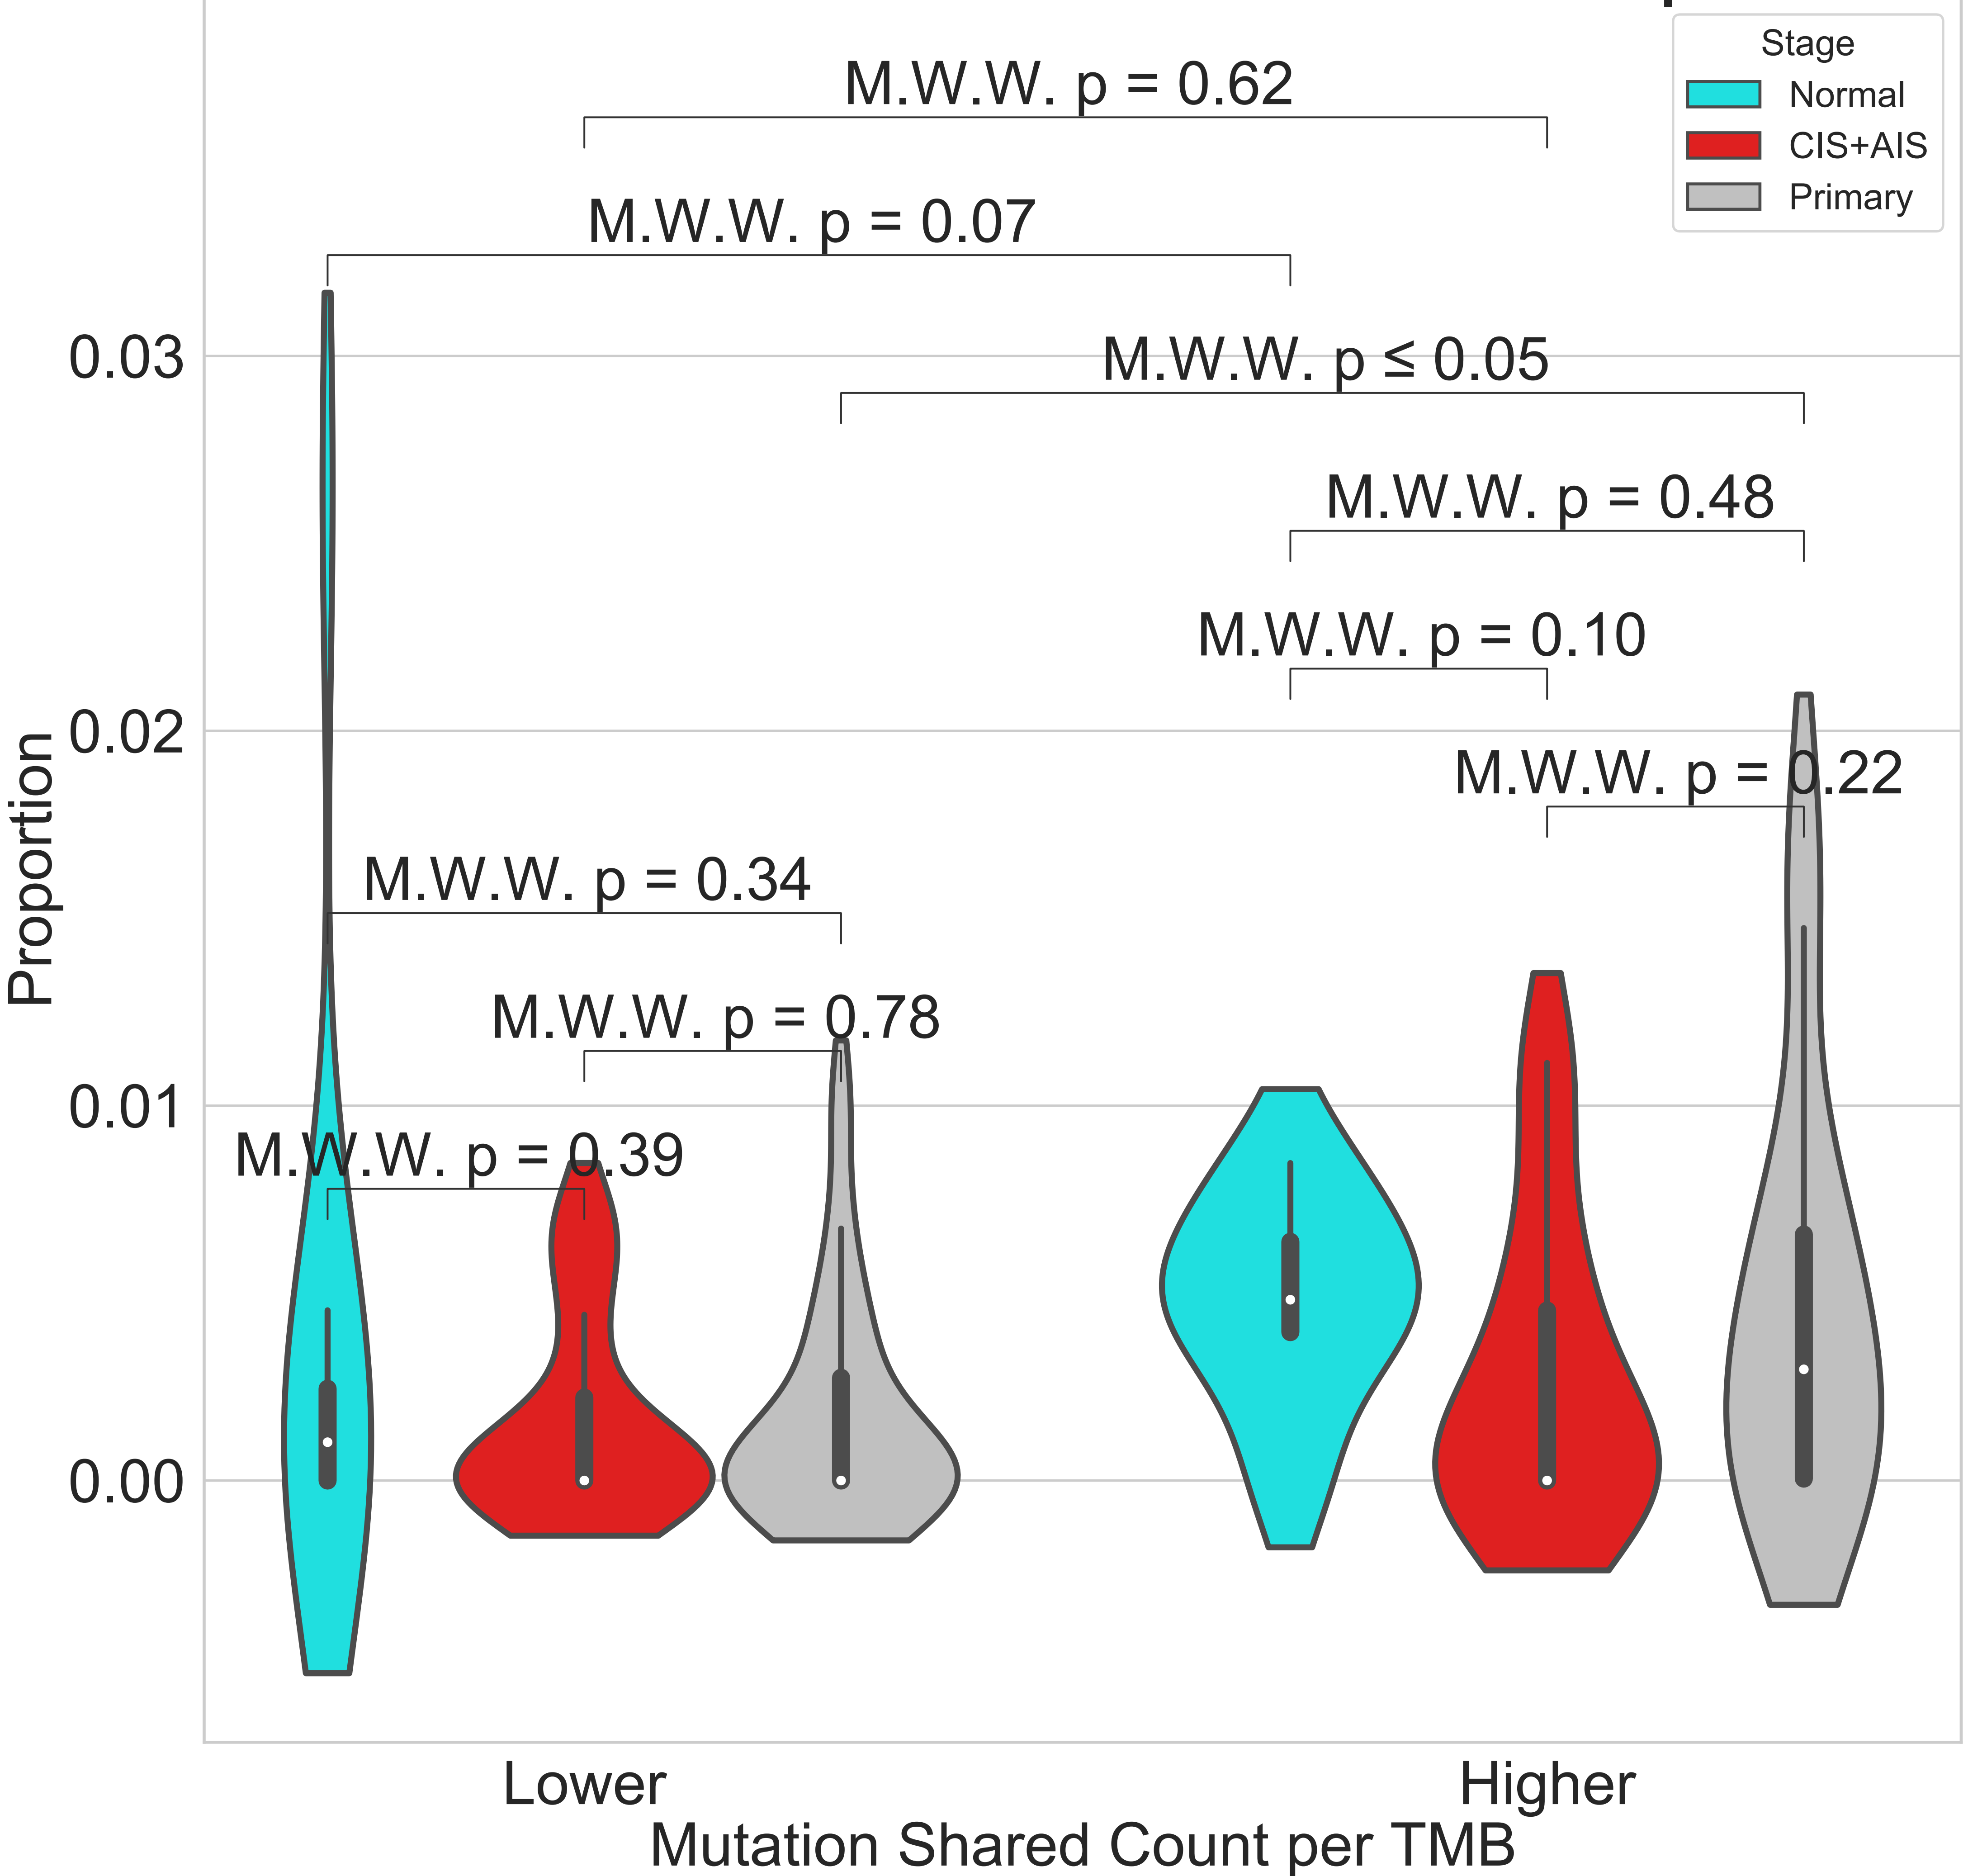 Stage
Normal
CIS+AIS
Primary
M.W.W. p = 0.62
M.W.W. p = 0.07
M.W.W. p ≤ 0.05
M.W.W. p = 0.48
M.W.W. p = 0.10
M.W.W. p = 0.22
M.W.W. p = 0.34
M.W.W. p = 0.78
M.W.W. p = 0.39
0.03
0.02
0.01
0.00
Proportion
Lower
Higher
Mutation Shared Count per TMB